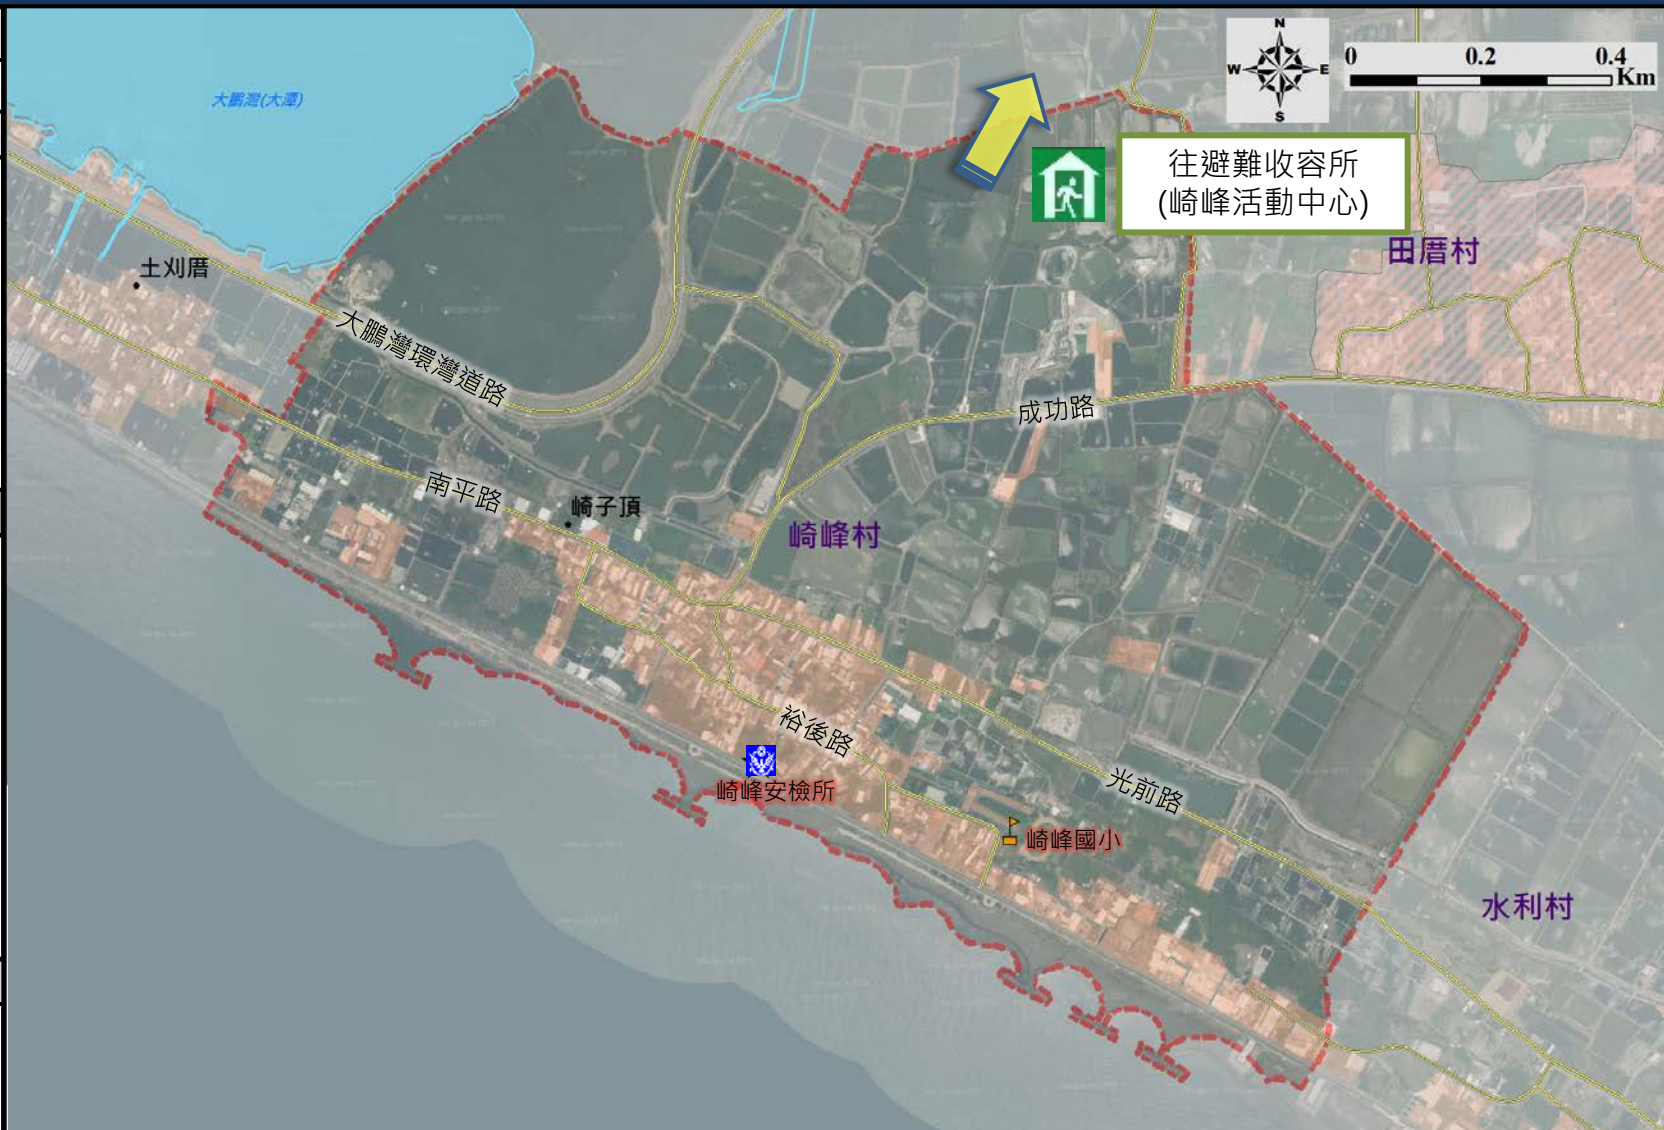 N
W
E
S
0
0.2
0.4
Km
大鵬灣(大潭)
往避難收容所
(崎峰活動中心)
田厝村
土刈厝
大鵬灣環灣道路
成功路
南平路
崎子頂
崎峰村
裕後路
崎峰安檢所
光前路
崎峰國小
水利村